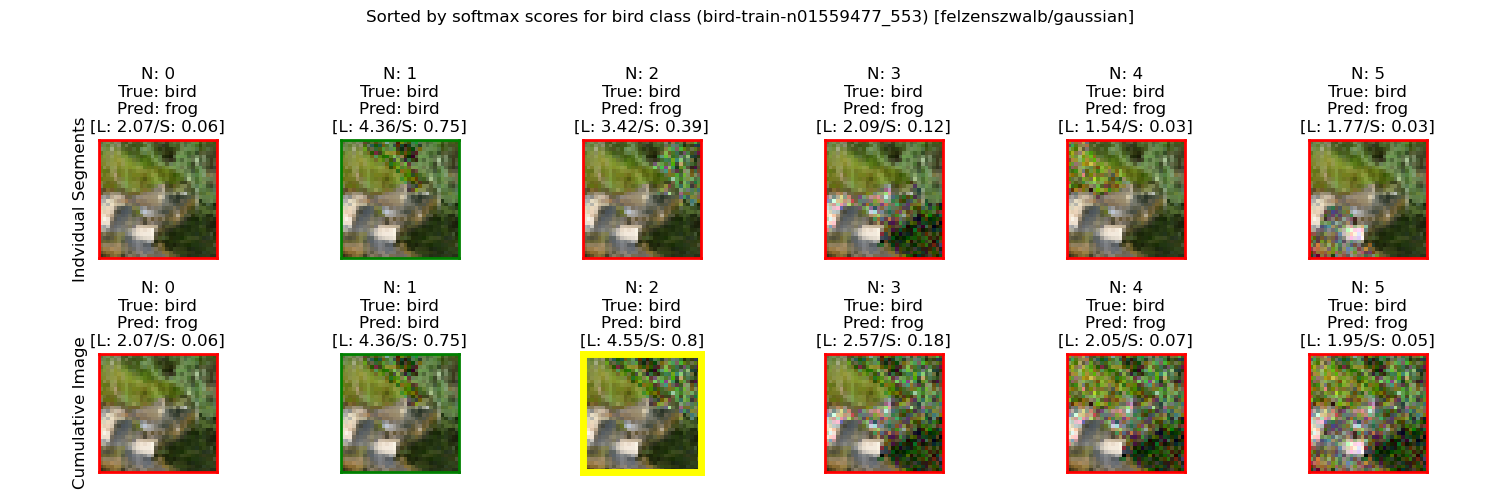 Sorted by softmax scores for bird class (bird-train-n01559477_553) [felzenszwalb/gaussian]
Indvidual Segments
N: 0
True: bird
Pred: frog
[L: 2.07/S: 0.06]
N: 1
True: bird
Pred: bird
[L: 4.36/S: 0.75]
N: 2
True: bird
Pred: frog
[L: 3.42/S: 0.39]
N: 3
True: bird
Pred: frog
[L: 2.09/S: 0.12]
N: 4
True: bird
Pred: frog
[L: 1.54/S: 0.03]
N: 5
True: bird
Pred: frog
[L: 1.77/S: 0.03]
Cumulative Image
N: 0
True: bird
Pred: frog
[L: 2.07/S: 0.06]
N: 1
True: bird
Pred: bird
[L: 4.36/S: 0.75]
N: 2
True: bird
Pred: bird
[L: 4.55/S: 0.8]
N: 3
True: bird
Pred: frog
[L: 2.57/S: 0.18]
N: 4
True: bird
Pred: frog
[L: 2.05/S: 0.07]
N: 5
True: bird
Pred: frog
[L: 1.95/S: 0.05]